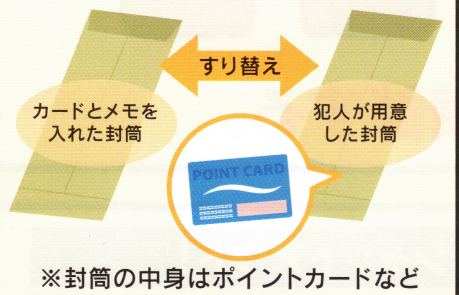 すり替え
カードとメモを
入れた封筒
犯人が用意
した封筒
POINT CARD
※封筒の中身はポイントカードなど